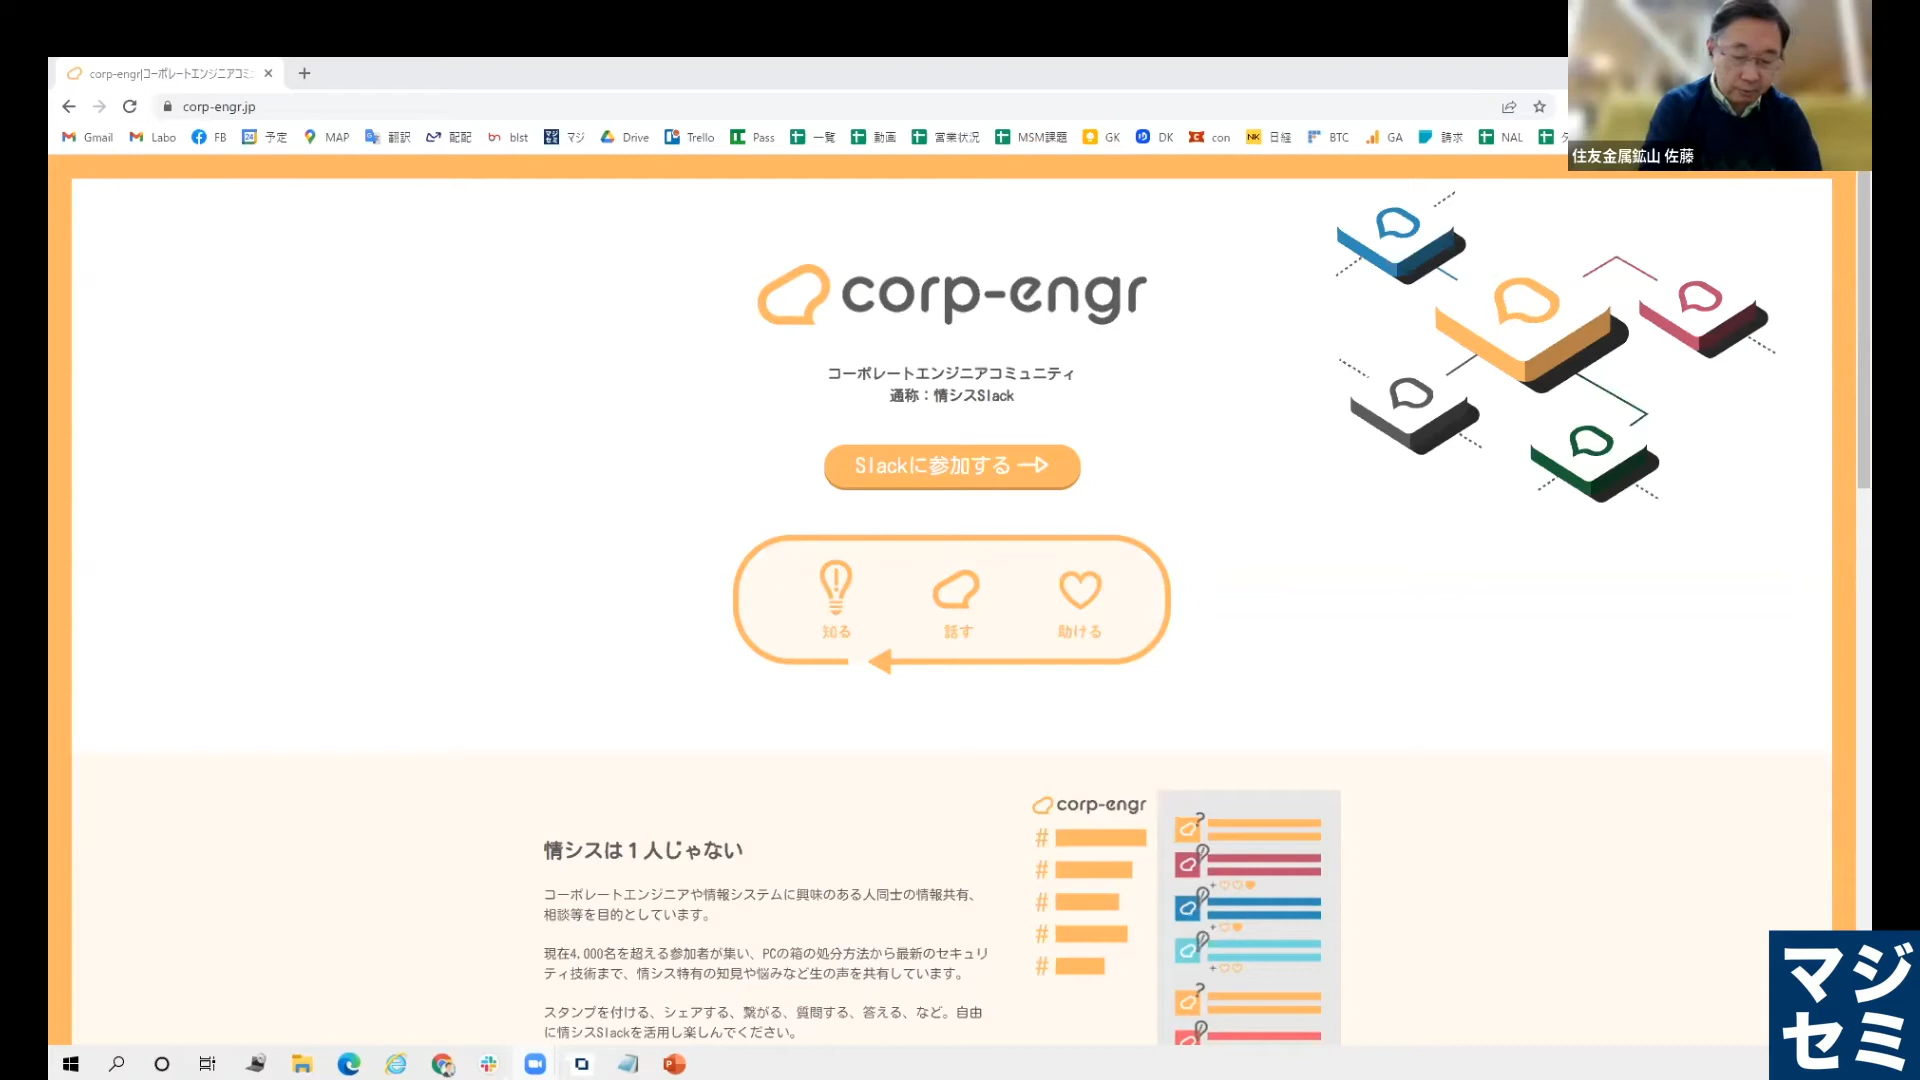 corp-engr|コーポレートエンジニアコミ
corp-engr.jp
Gmail Labo FB 予定 MAP 翻訳 配配 blst マジ Drive Trello Pass 一覧 動画 営業状況 MSM課題 GK DK con 日経 BTC GA 請求 NAL
住友金属鉱山 佐藤
corp-engr
コーポレートエンジニアコミュニティ
通称：情シスSlack
Slackに参加する
知る 話す 助ける
corp-engr
情シスは１人じゃない
コーポレートエンジニアや情報システムに興味のある人同士の情報共有、
相談等を目的としています。
現在4,000名を超える参加者が集い、PCの箱の処分方法から最新のセキュリ
ティ技術まで、情シス特有の知見や悩みなど生の声を共有しています。
スタンプを付ける、シェアする、繋がる、質問する、答える、など。自由
に情シスSlackを活用し楽しんでください。
#
#
#
#
#
マジ
セミ